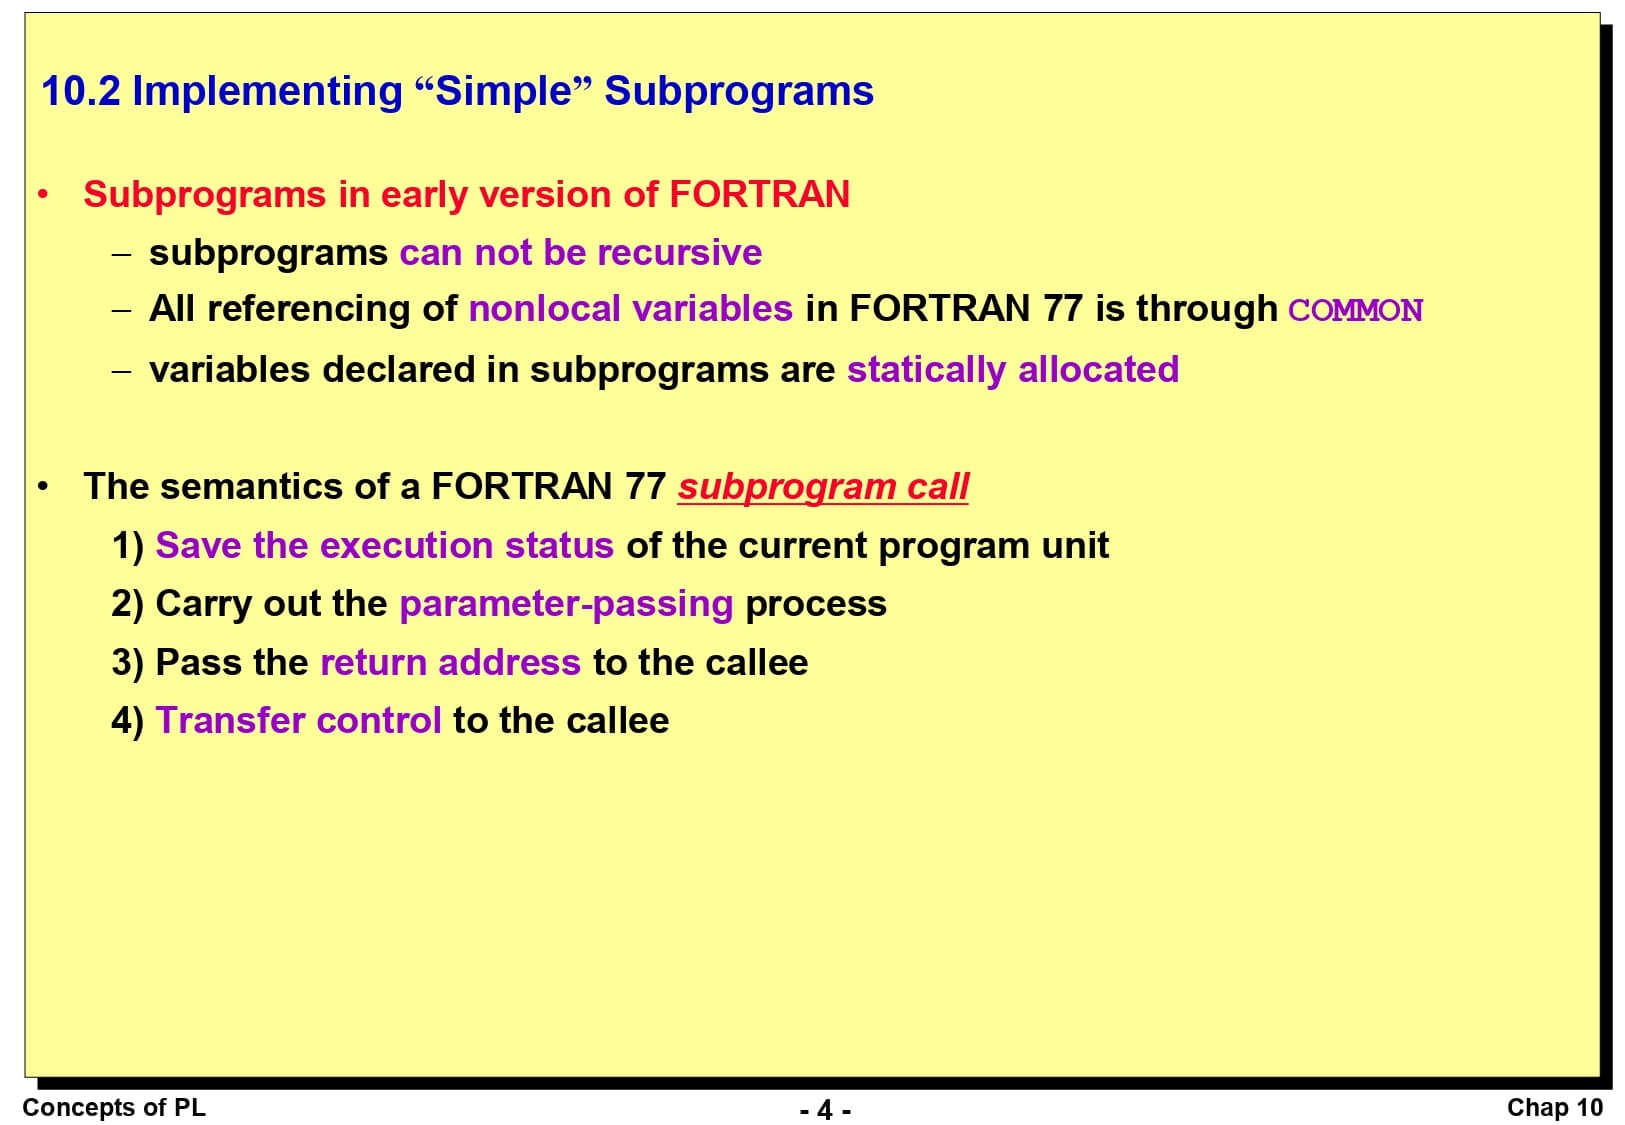 10.2 Implementing “Simple” Subprograms
• Subprograms in early version of FORTRAN
– subprograms can not be recursive
– All referencing of nonlocal variables in FORTRAN 77 is through COMMON
– variables declared in subprograms are statically allocated
• The semantics of a FORTRAN 77 subprogram call
1) Save the execution status of the current program unit
2) Carry out the parameter-passing process
3) Pass the return address to the callee
4) Transfer control to the callee
Concepts of PL
- 4 -
Chap 10